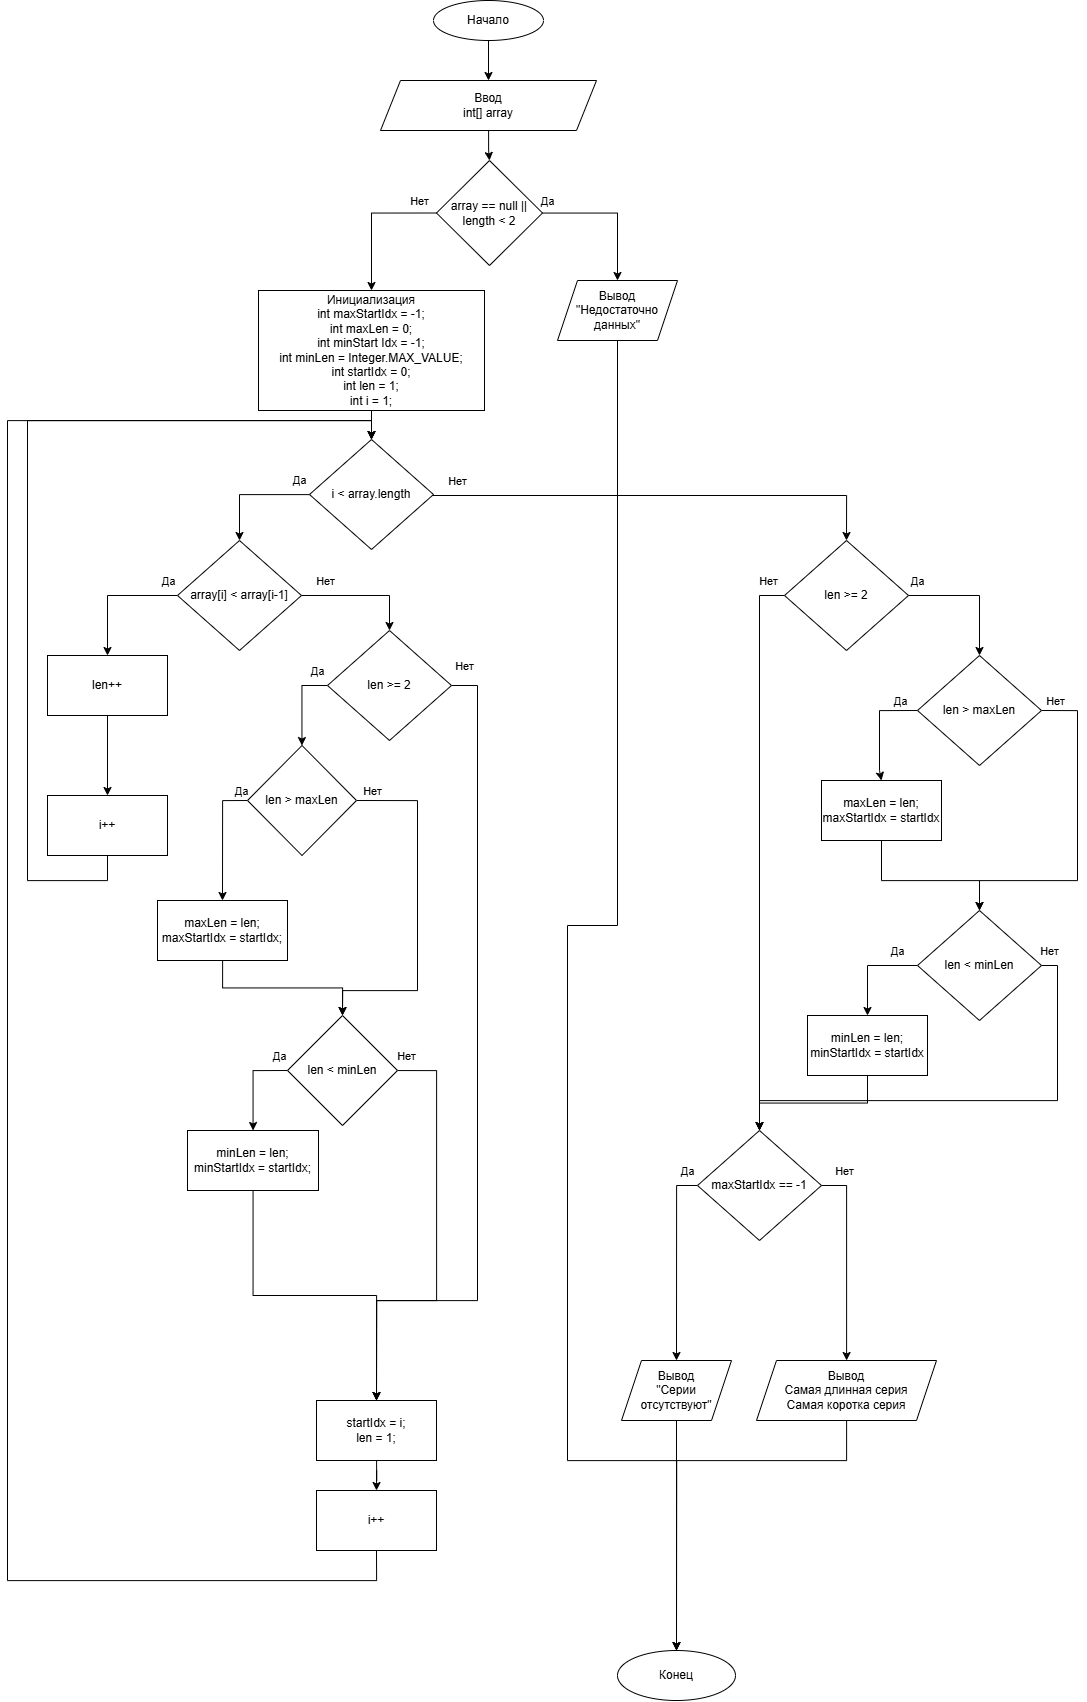 Начало
Ввод
int[] array
array == null ||
length < 2
Нет
Да
Инициализация
int maxStartIdx = -1;
int maxLen = 0;
int minStart Idx = -1;
int minLen = Integer.MAX_VALUE;
int startIdx = 0;
int len = 1;
int i = 1;
Вывод
"Недостаточно
данных"
Да
i < array.length
Нет
Да
array[i] < array[i-1]
Нет
len++
i++
Да
len >= 2
Нет
Да
len > maxLen
Нет
maxLen = len;
maxStartIdx = startIdx;
Да
len < minLen
Нет
minLen = len;
minStartIdx = startIdx;
startIdx = i;
len = 1;
i++
Нет
len >= 2
Да
Да
len > maxLen
Нет
maxLen = len;
maxStartIdx = startIdx
Да
len < minLen
Нет
minLen = len;
minStartIdx = startIdx
Да
maxStartIdx == -1
Нет
Вывод
"Серии
отсутствуют"
Вывод
Самая длинная серия
Самая коротка серия
Конец